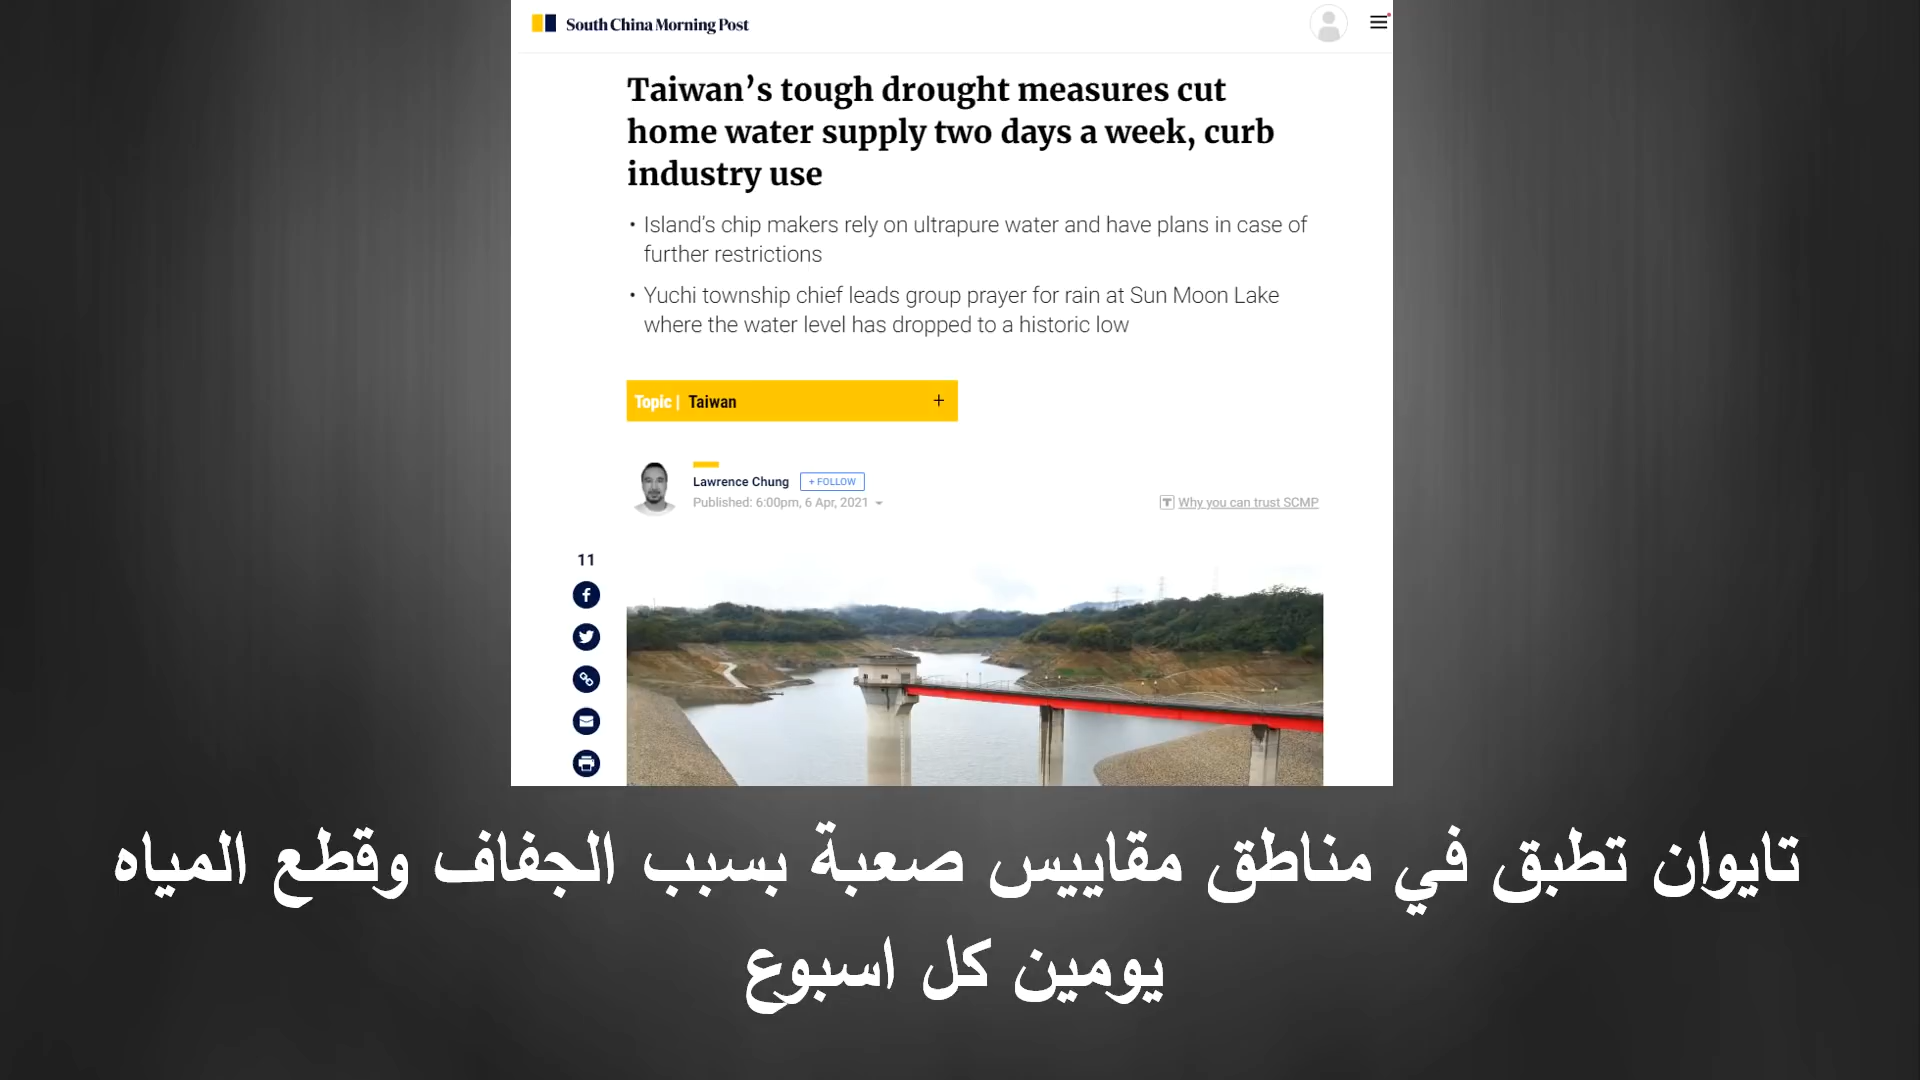 South China Morning Post
Taiwan’s tough drought measures cut
home water supply two days a week, curb
industry use
• Island’s chip makers rely on ultrapure water and have plans in case of
further restrictions
• Yuchi township chief leads group prayer for rain at Sun Moon Lake
where the water level has dropped to a historic low
Topic | Taiwan +
Lawrence Chung + FOLLOW
Published: 6:00pm, 6 Apr, 2021
Why you can trust SCMP
11
تايوان تطبق في مناطق مقاييس صعبة بسبب الجفاف وقطع المياه
يومين كل اسبوع